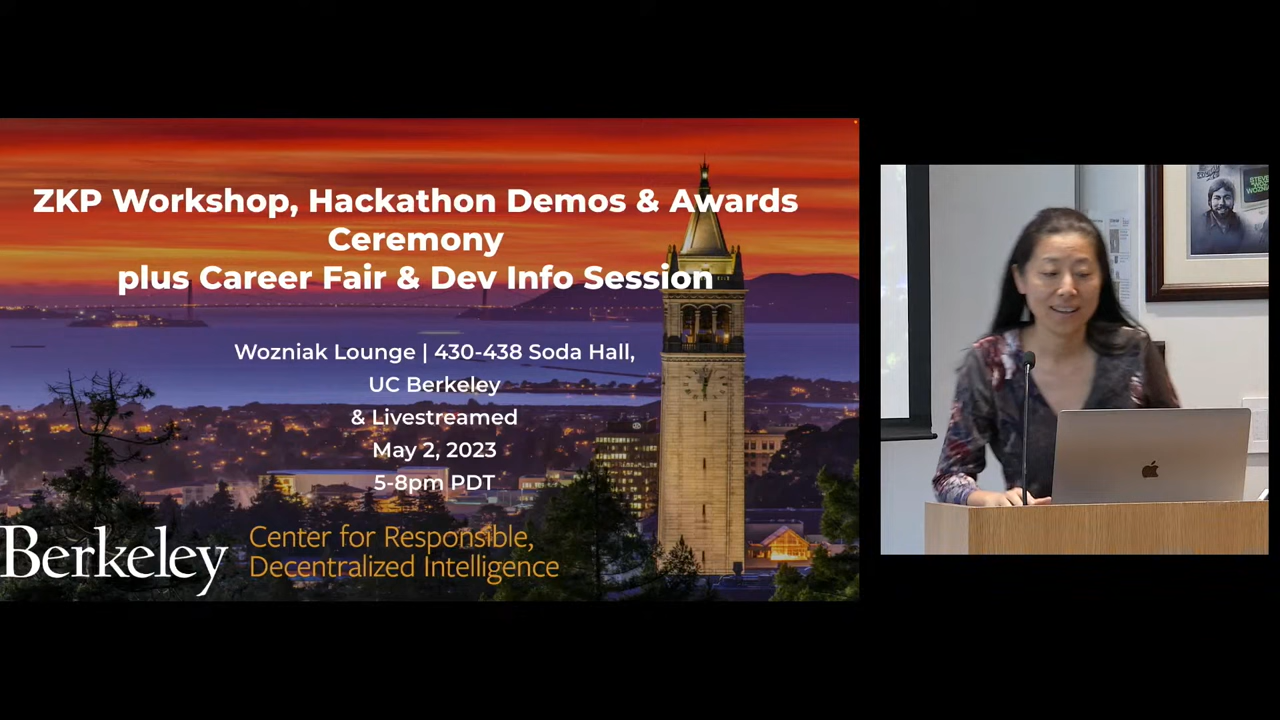 ZKP Workshop, Hackathon Demos & Awards
Ceremony
plus Career Fair & Dev Info Session
Wozniak Lounge | 430-438 Soda Hall,
UC Berkeley
& Livestreamed
May 2, 2023
5-8pm PDT
Berkeley
Center for Responsible,
Decentralized Intelligence
STEVE